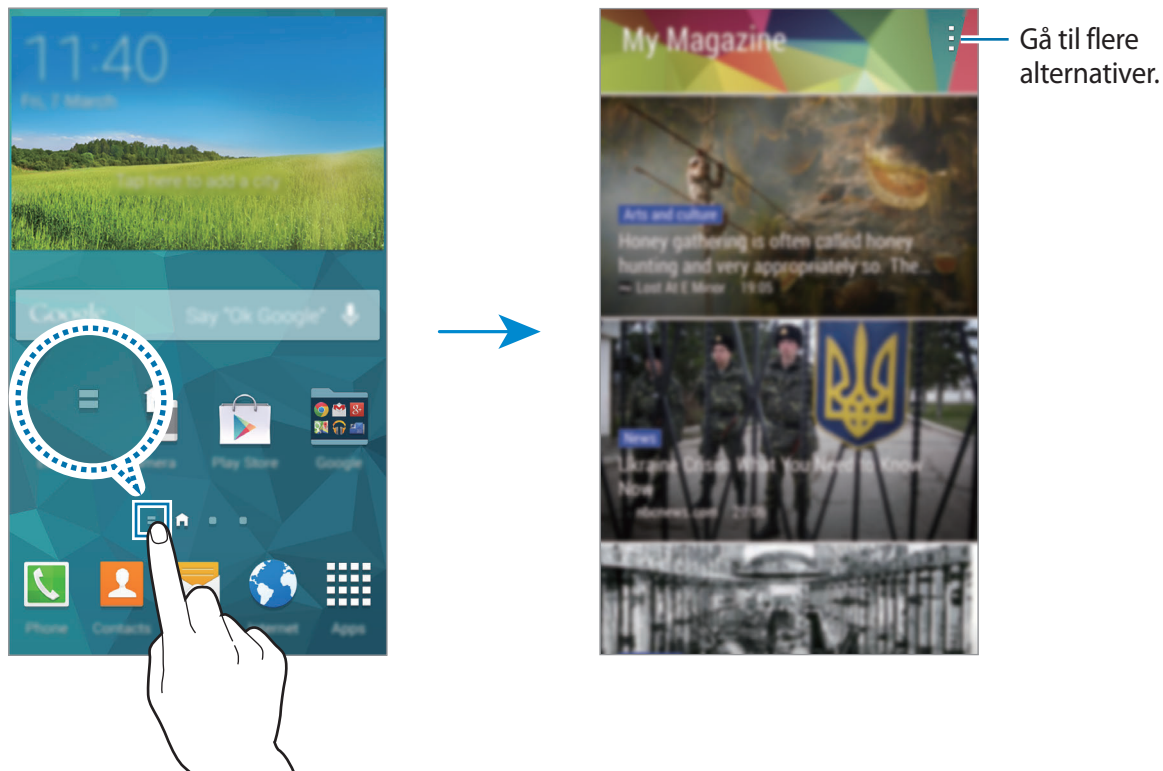 11:40
Fri, 7 March
Tap here to add a city
Google
Say "Ok Google"
Play Store
Google
Phone
Contacts
Apps
My Magazine
Gå til flere
alternativer.
Arts and culture
Honey gathering is often called honey
hunting and very appropriately so. The...
Lost At E Minor 19:05
News
Ukraine Crisis: What You Need to Know
Now
nbcnews.com